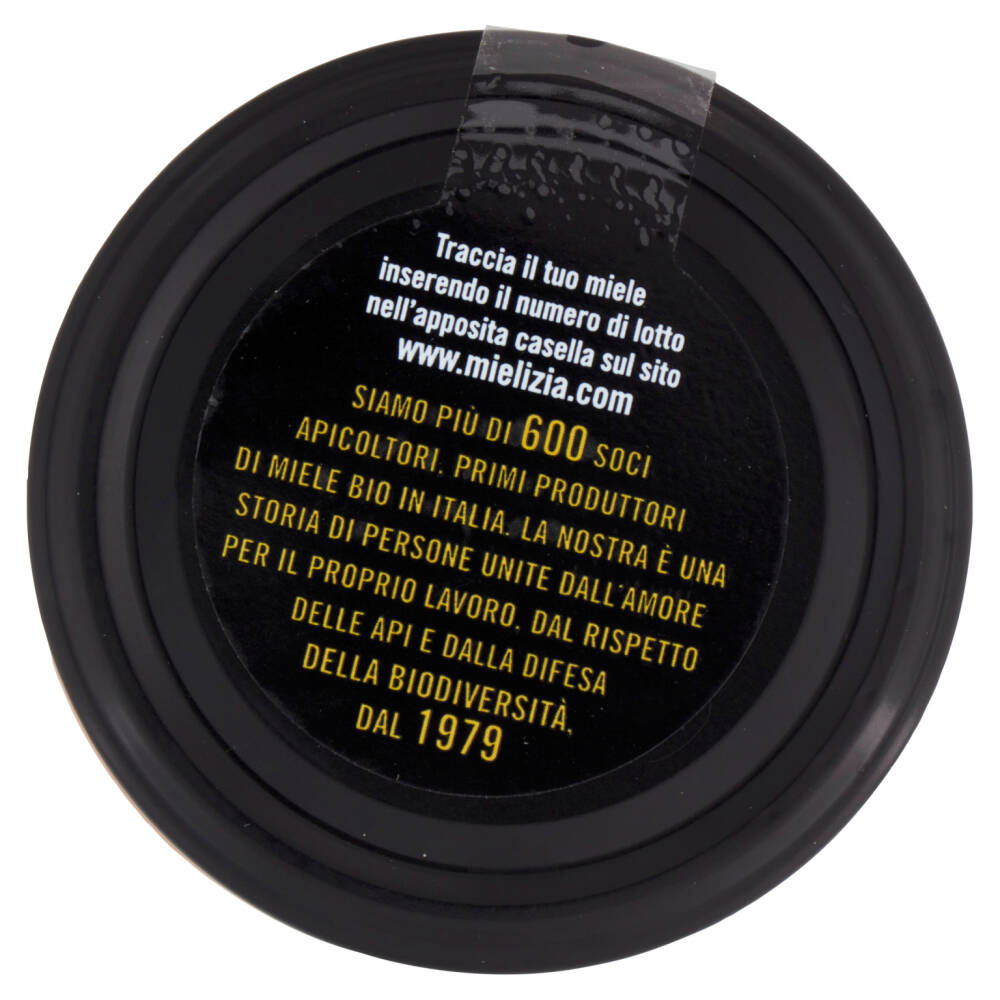 Traccia il tuo miele
inserendo il numero di lotto
nell'apposita casella sul sito
www.mielizia.com
SIAMO PIÙ DI 600 SOCI
APICOLTORI. PRIMI PRODUTTORI
DI MIELE BIO IN ITALIA. LA NOSTRA È UNA
STORIA DI PERSONE UNITE DALL'AMORE
PER IL PROPRIO LAVORO. DAL RISPETTO
DELLE API E DALLA DIFESA
DELLA BIODIVERSITÀ,
DAL 1979